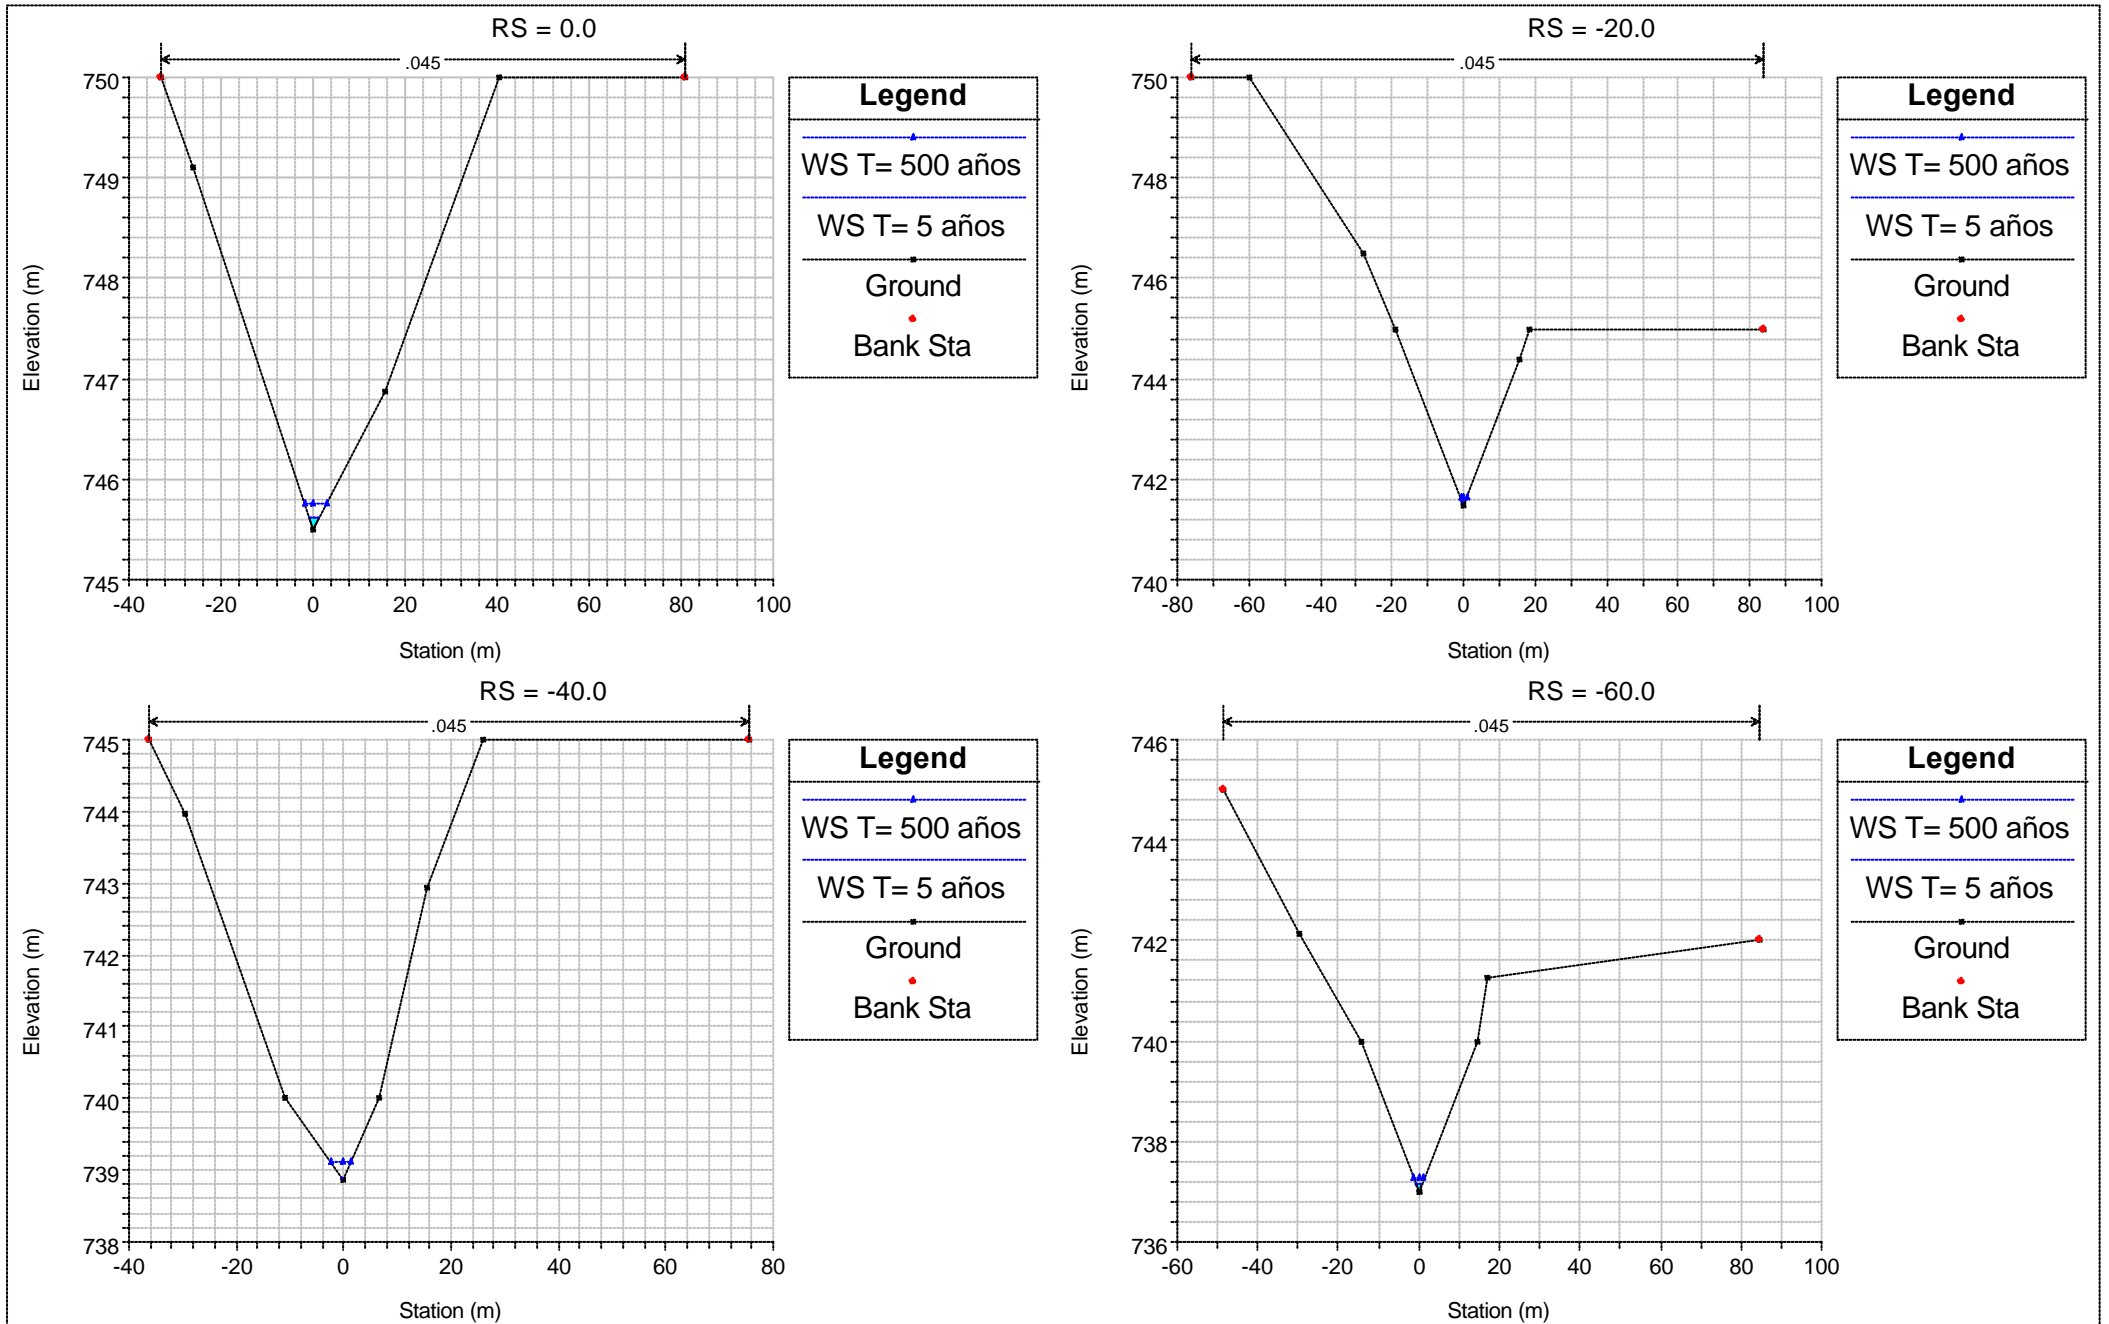 RS = 0.0
.045
750
749
748
747
746
745
-40 -20 0 20 40 60 80 100
Elevation (m)
Station (m)
Legend
WS T= 500 años
WS T= 5 años
Ground
Bank Sta
RS = -20.0
.045
750
748
746
744
742
740
-80 -60 -40 -20 0 20 40 60 80 100
Elevation (m)
Station (m)
Legend
WS T= 500 años
WS T= 5 años
Ground
Bank Sta
RS = -40.0
.045
745
744
743
742
741
740
739
738
-40 -20 0 20 40 60 80
Elevation (m)
Station (m)
Legend
WS T= 500 años
WS T= 5 años
Ground
Bank Sta
RS = -60.0
.045
746
744
742
740
738
736
-60 -40 -20 0 20 40 60 80 100
Elevation (m)
Station (m)
Legend
WS T= 500 años
WS T= 5 años
Ground
Bank Sta